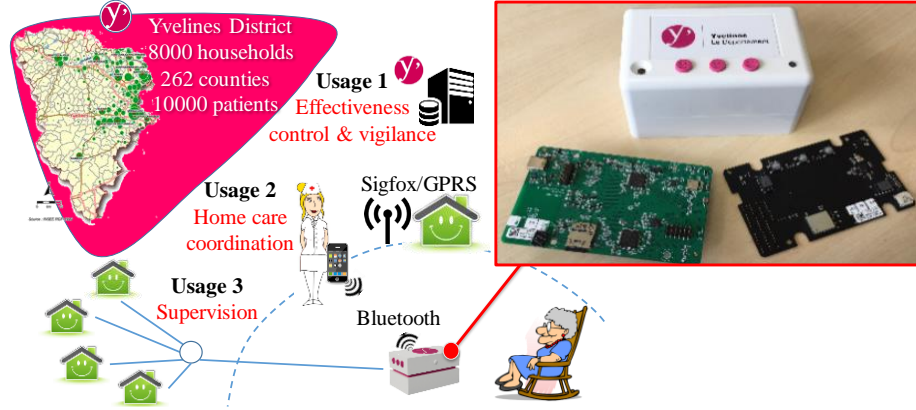 y'
Yvelines District
8000 households
262 counties
10000 patients
Usage 1
y'
Effectiveness
control & vigilance
Usage 2
Home care
coordination
Sigfox/GPRS
Usage 3
Supervision
Bluetooth
Yvelines
Le Département